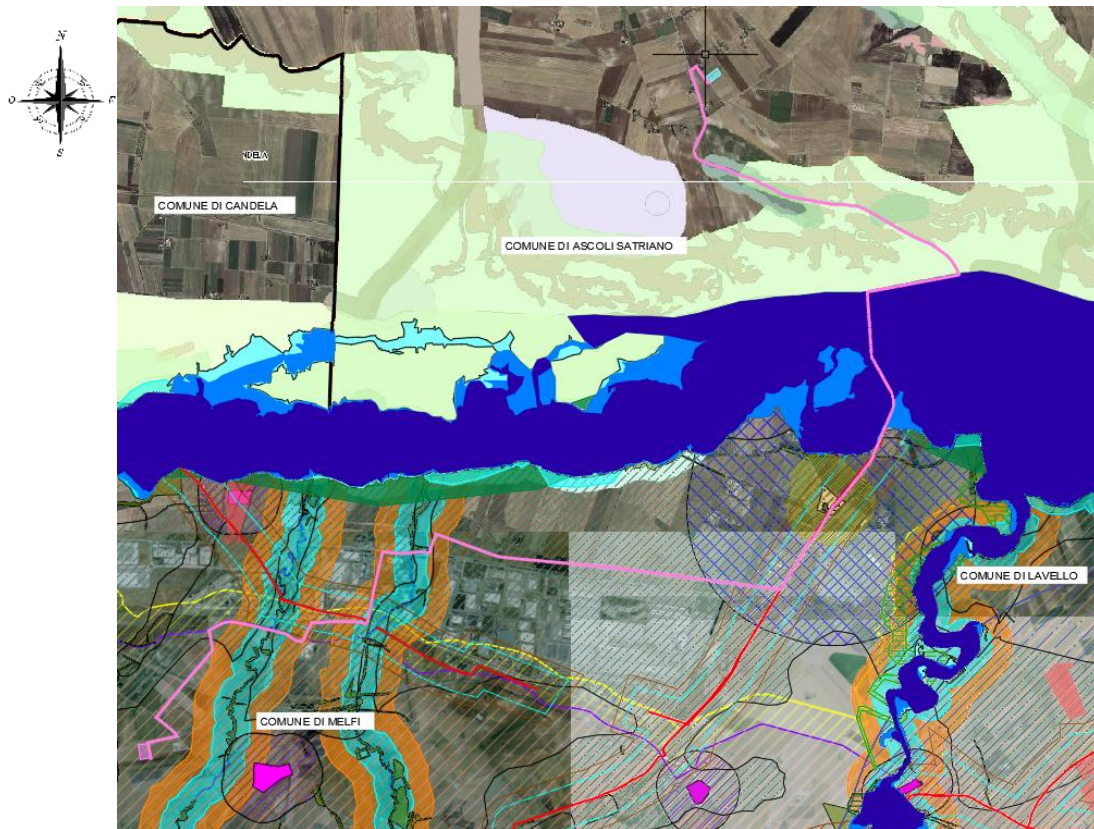 N
O
E
S
NDELA
COMUNE DI CANDELA
COMUNE DI ASCOLI SATRIANO
COMUNE DI LAVELLO
COMUNE DI MELFI